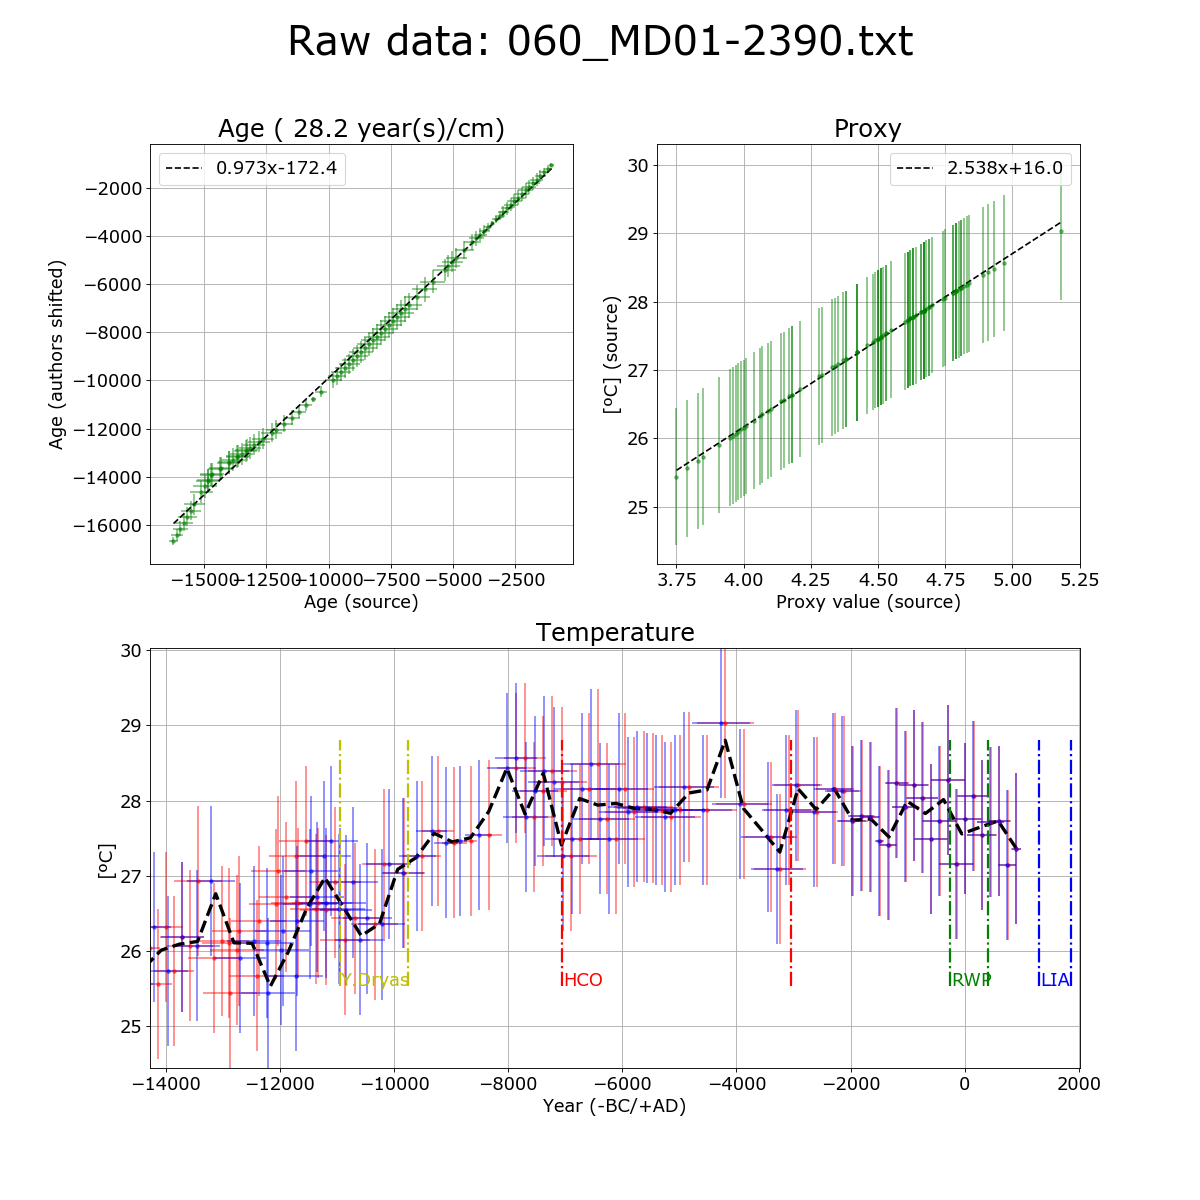 Raw data: 060_MD01-2390.txt
Age ( 28.2 year(s)/cm)
0.973x-172.4
−2000
−4000
−6000
−8000
−10000
−12000
−14000
−16000
Age (authors shifted)
−15000 −12500 −10000 −7500 −5000 −2500
Age (source)
Proxy
2.538x+16.0
30
29
28
27
26
25
[ºC] (source)
3.75 4.00 4.25 4.50 4.75 5.00 5.25
Proxy value (source)
Temperature
30
29
28
27
26
25
[ºC]
Y.Dryas HCO RWP LIA
−14000 −12000 −10000 −8000 −6000 −4000 −2000 0 2000
Year (-BC/+AD)